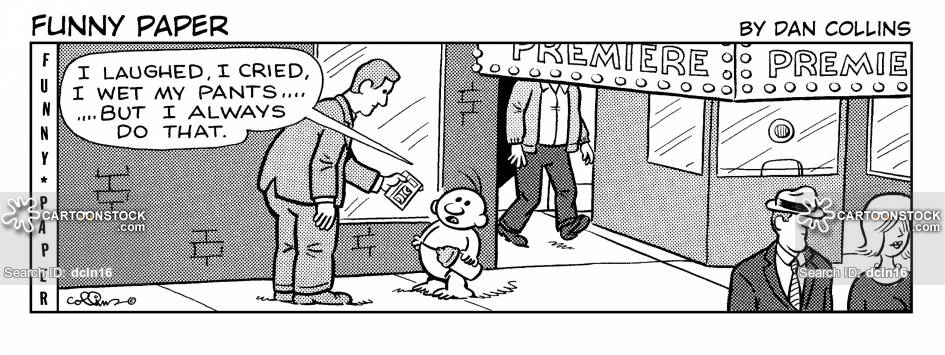 FUNNY PAPER
BY DAN COLLINS
FUNNY*PAPER
I LAUGHED, I CRIED,
I WET MY PANTS....
....BUT I ALWAYS
DO THAT.
PREMIERE
PREMIE
CARTOONSTOCK
.com
Search ID: dcln16
CARTOONSTOCK
.com
Search ID: dcln16
Collins ©